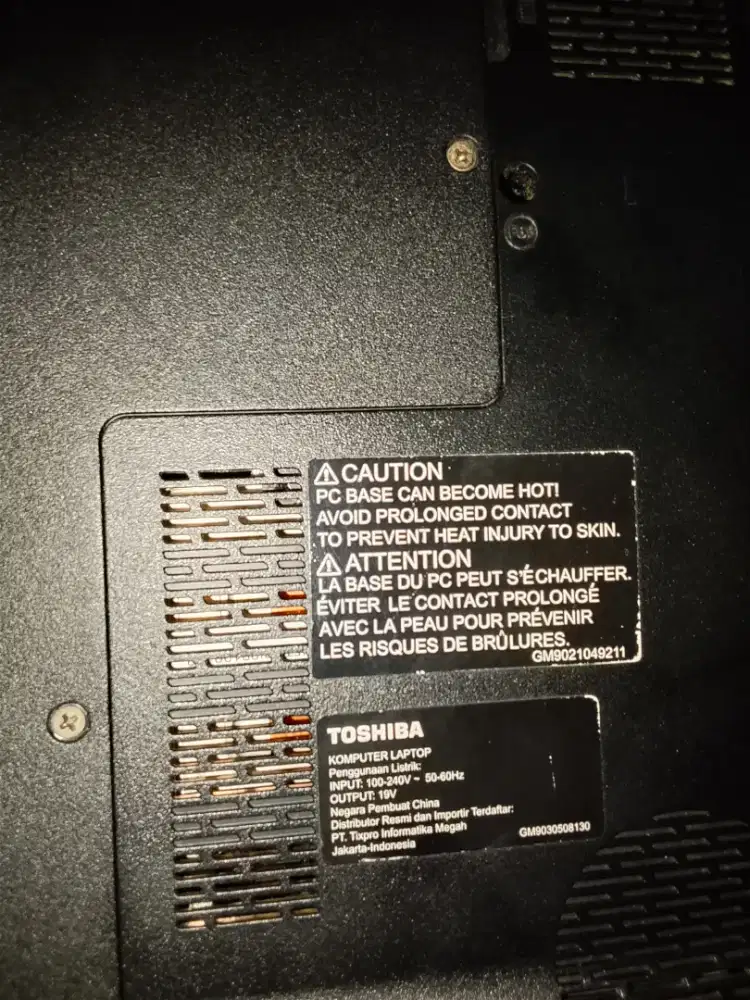 ⚠ CAUTION
PC BASE CAN BECOME HOT!
AVOID PROLONGED CONTACT
TO PREVENT HEAT INJURY TO SKIN.
⚠ ATTENTION
LA BASE DU PC PEUT S'ÉCHAUFFER.
ÉVITER LE CONTACT PROLONGÉ
AVEC LA PEAU POUR PRÉVENIR
LES RISQUES DE BRÛLURES.
GM9021049211
TOSHIBA
KOMPUTER LAPTOP
Penggunaan Listrik:
INPUT: 100-240V ~ 50-60Hz
OUTPUT: 19V
Negara Pembuat China
Distributor Resmi dan Importir Terdaftar:
PT. Tixpro Informatika Megah
Jakarta-Indonesia
GM9030508130